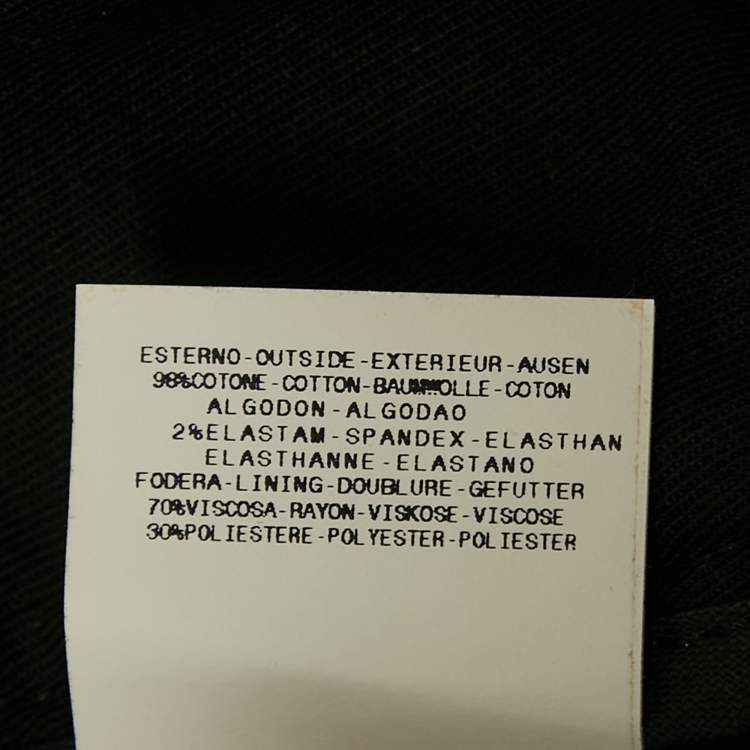 ESTERNO-OUTSIDE-EXTERIEUR-AUSEN
98%COTONE-COTTON-BAUMWOLLE-COTON
ALGODON-ALGODAO
2%ELASTAM-SPANDEX-ELASTHAN
ELASTHANNE-ELASTANO
FODERA-LINING-DOUBLURE-GEFUTTER
70%VISCOSA-RAYON-VISKOSE-VISCOSE
30%POLIESTERE-POLYESTER-POLIESTER